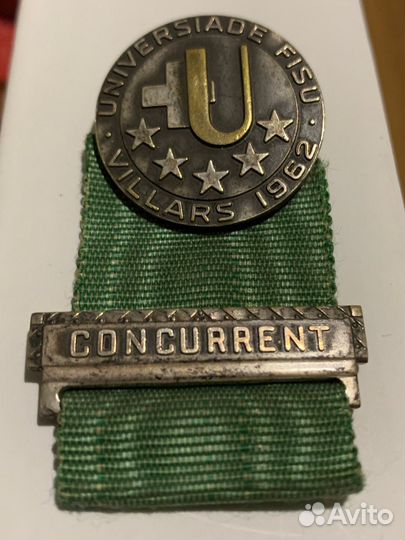 · UNIVERSIADE FISU ·
U
VILLARS 1962
CONCURRENT
Avito